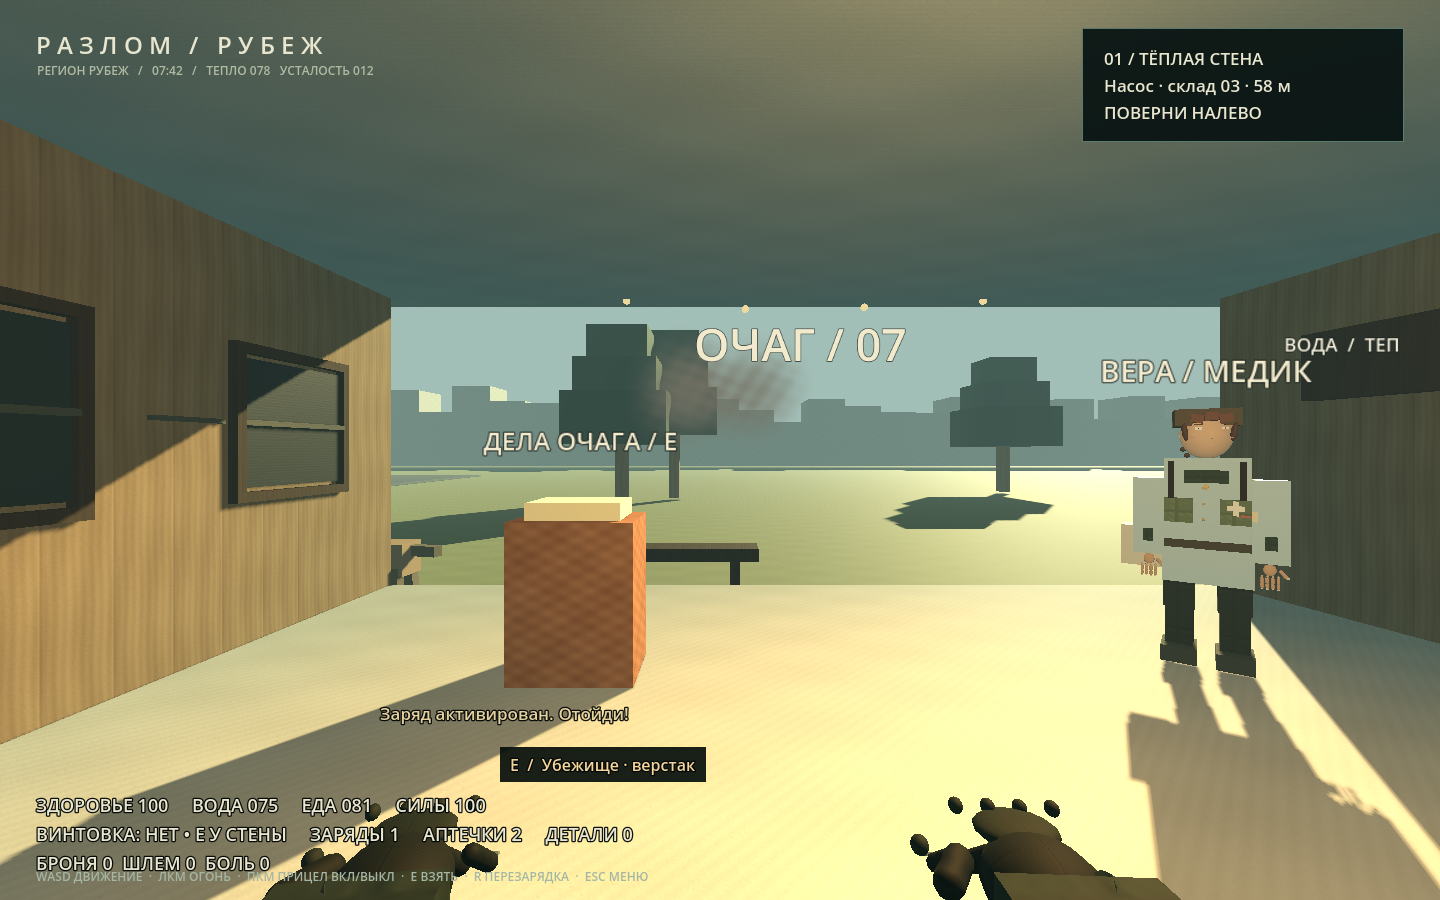 РАЗЛОМ / РУБЕЖ
РЕГИОН РУБЕЖ / 07:42 / ТЕПЛО 078 УСТАЛОСТЬ 012
01 / ТЁПЛАЯ СТЕНА
Насос · склад 03 · 58 м
ПОВЕРНИ НАЛЕВО
ОЧАГ / 07
ВОДА / ТЕП
ВЕРА / МЕДИК
ДЕЛА ОЧАГА / Е
Заряд активирован. Отойди!
E / Убежище · верстак
ЗДОРОВЬЕ 100 ВОДА 075 ЕДА 081 СИЛЫ 100
ВИНТОВКА: НЕТ • Е У СТЕНЫ ЗАРЯДЫ 1 АПТЕЧКИ 2 ДЕТАЛИ 0
БРОНЯ 0 ШЛЕМ 0 БОЛЬ 0
WASD ДВИЖЕНИЕ · ЛКМ ОГОНЬ · ПКМ ПРИЦЕЛ ВКЛ/ВЫКЛ · E ВЗЯТЬ · R ПЕРЕЗАРЯДКА · ESC МЕНЮ